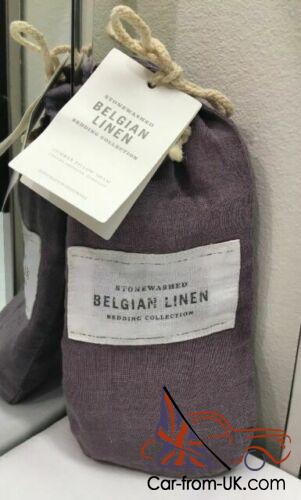 STONEWASHED
BELGIAN
LINEN
BEDDING COLLECTION
STONEWASHED
BELGIAN LINEN
BEDDING COLLECTION
Car-from-UK.com